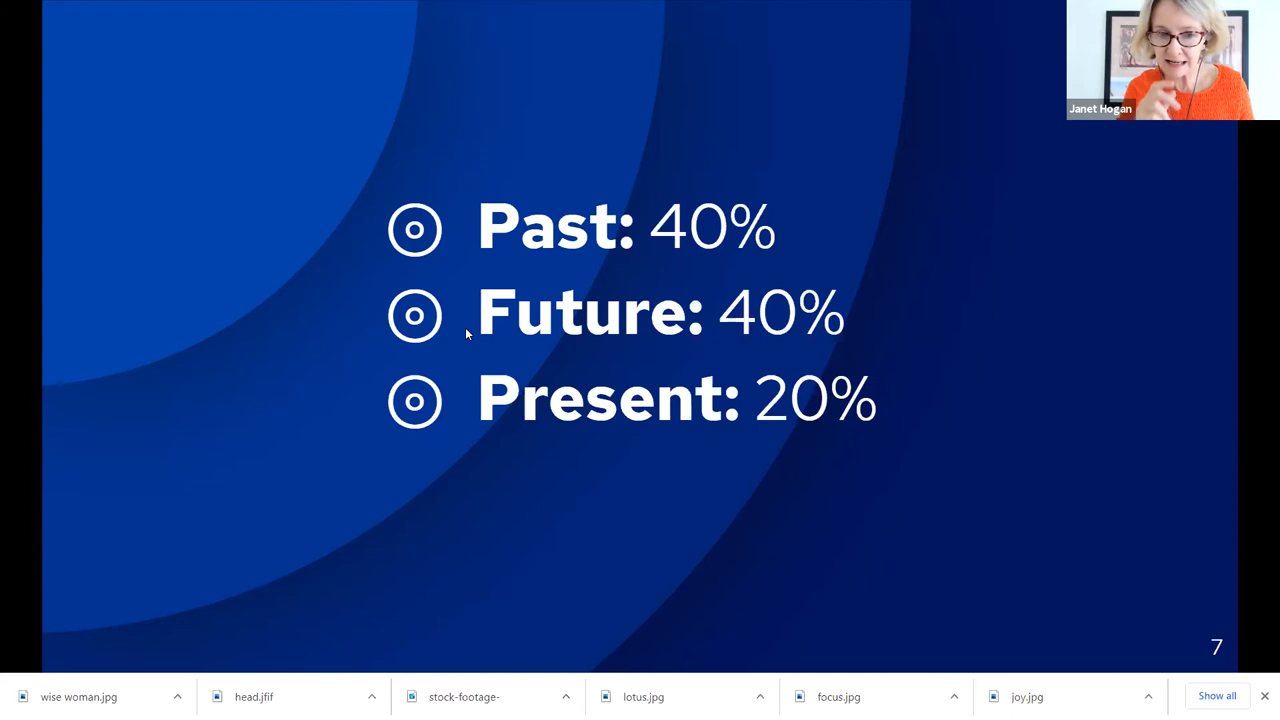 Janet Hogan
Past: 40%
Future: 40%
Present: 20%
7
wise woman.jpg
head.jfif
stock-footage-
lotus.jpg
focus.jpg
joy.jpg
Show all